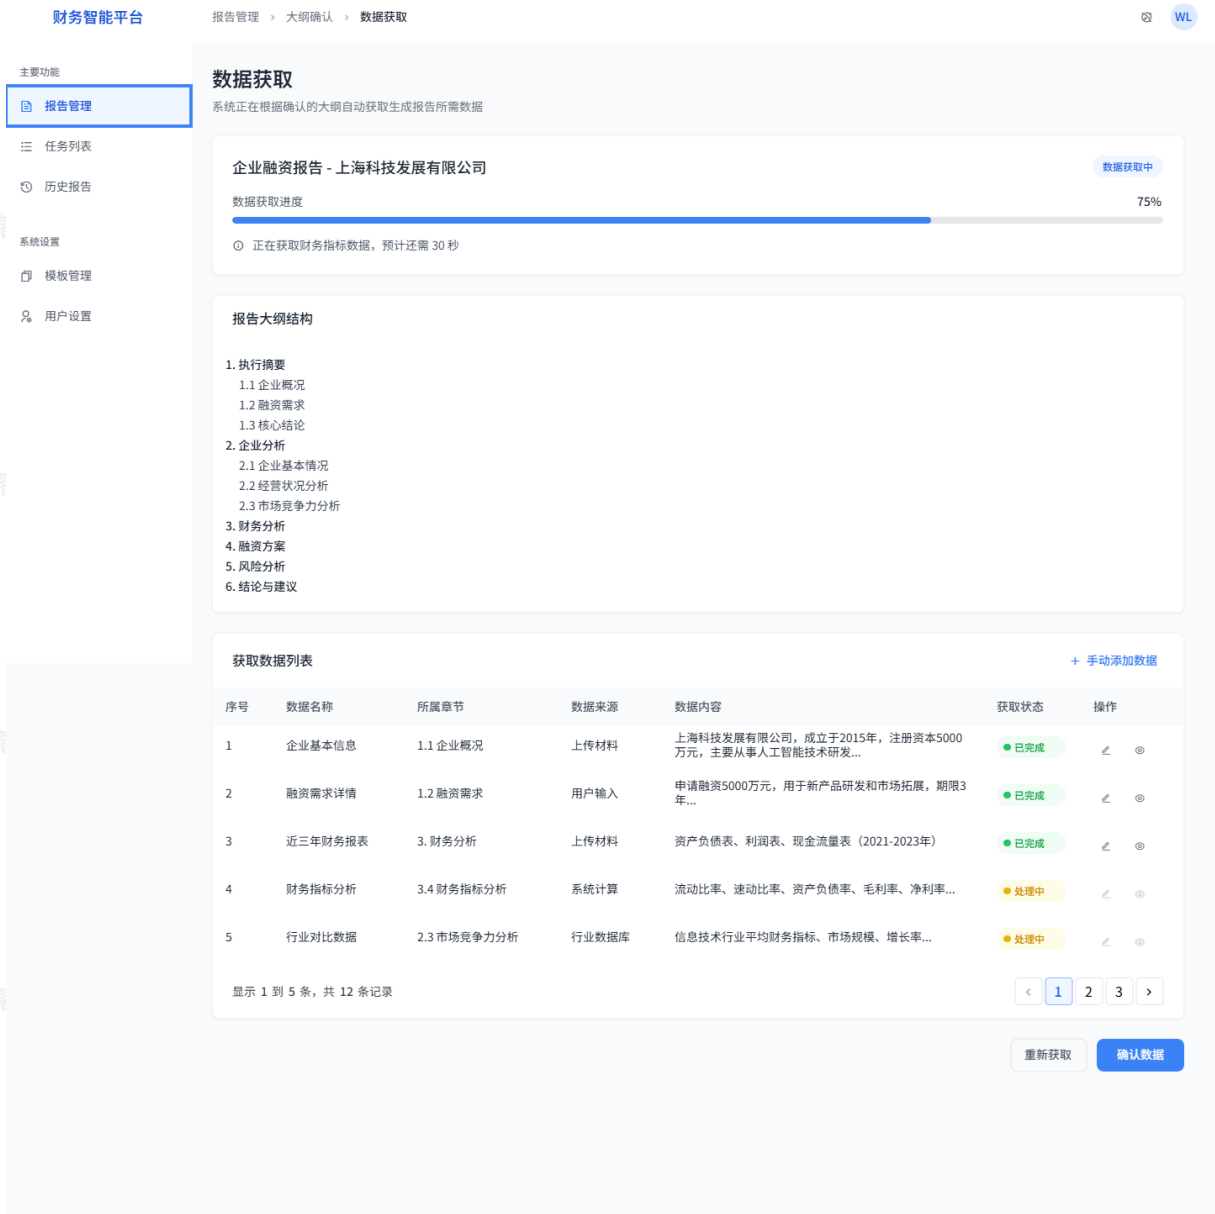 财务智能平台
报告管理 > 大纲确认 > 数据获取
WL
主要功能
报告管理
任务列表
历史报告
系统设置
模板管理
用户设置
数据获取
系统正在根据确认的大纲自动获取生成报告所需数据
企业融资报告 - 上海科技发展有限公司
数据获取中
数据获取进度
75%
正在获取财务指标数据，预计还需 30 秒
报告大纲结构
1. 执行摘要
1.1 企业概况
1.2 融资需求
1.3 核心结论
2. 企业分析
2.1 企业基本情况
2.2 经营状况分析
2.3 市场竞争力分析
3. 财务分析
4. 融资方案
5. 风险分析
6. 结论与建议
获取数据列表
+ 手动添加数据
序号 数据名称 所属章节 数据来源 数据内容 获取状态 操作
1 企业基本信息 1.1 企业概况 上传材料 上海科技发展有限公司，成立于2015年，注册资本5000
万元，主要从事人工智能技术研发... 已完成
2 融资需求详情 1.2 融资需求 用户输入 申请融资5000万元，用于新产品研发和市场拓展，期限3
年... 已完成
3 近三年财务报表 3. 财务分析 上传材料 资产负债表、利润表、现金流量表（2021-2023年） 已完成
4 财务指标分析 3.4 财务指标分析 系统计算 流动比率、速动比率、资产负债率、毛利率、净利率... 处理中
5 行业对比数据 2.3 市场竞争力分析 行业数据库 信息技术行业平均财务指标、市场规模、增长率... 处理中
显示 1 到 5 条，共 12 条记录
< 1 2 3 >
重新获取
确认数据